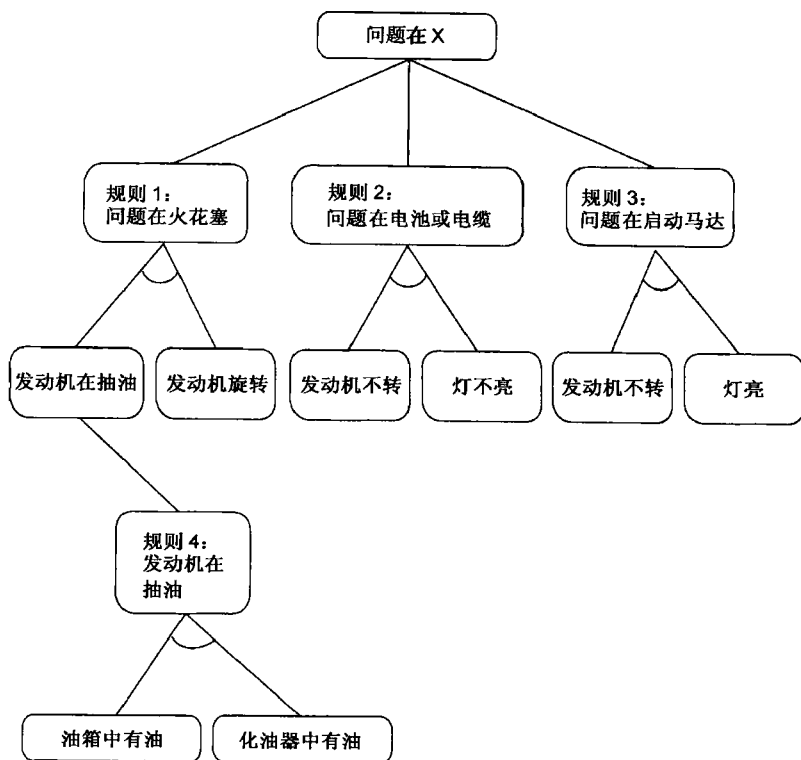 问题在 X
规则 1：
问题在火花塞
规则 2：
问题在电池或电缆
规则 3：
问题在启动马达
发动机在抽油
发动机旋转
发动机不转
灯不亮
发动机不转
灯亮
规则 4：
发动机在
抽油
油箱中有油
化油器中有油